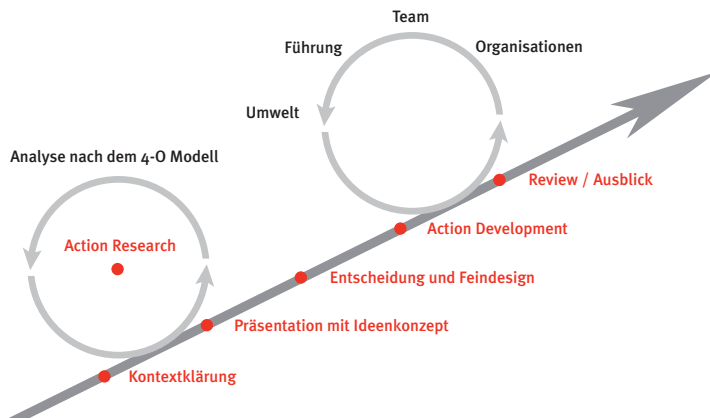 Team
Führung
Organisationen
Umwelt
Analyse nach dem 4-O Modell
Review / Ausblick
Action Development
Action Research
Entscheidung und Feindesign
Präsentation mit Ideenkonzept
Kontextklärung